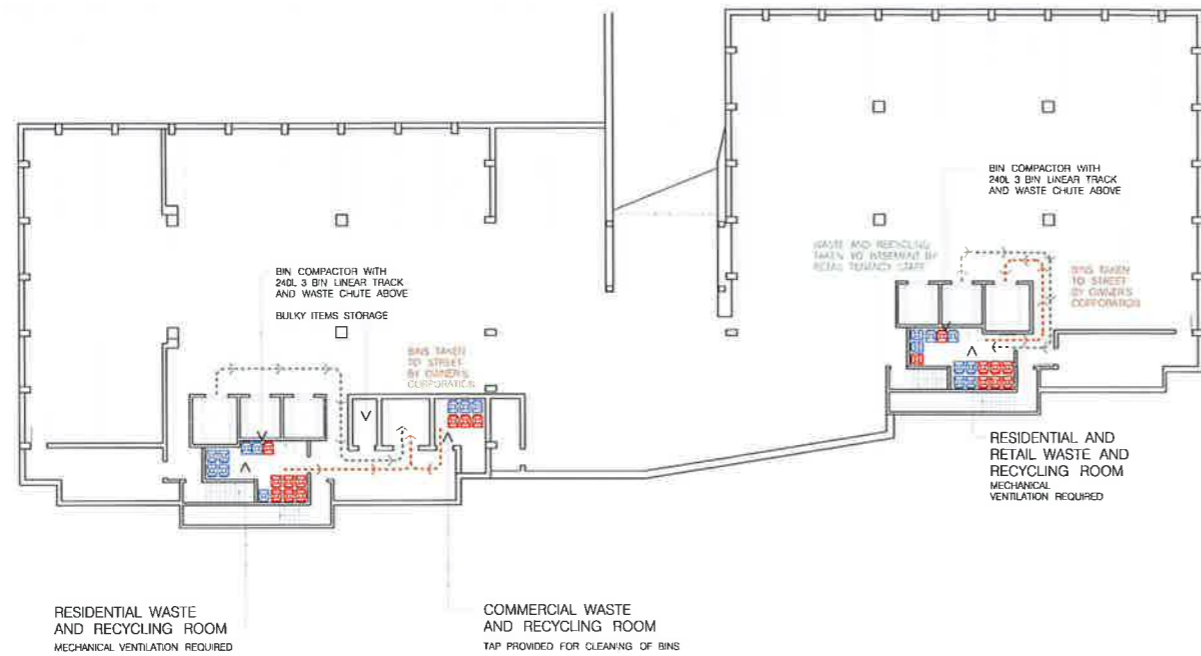 BIN COMPACTOR WITH
240L 3 BIN LINEAR TRACK
AND WASTE CHUTE ABOVE
WASTE AND RECYCLING
TAKEN TO BASEMENT BY
RETAIL TENANCY STAFF
BINS TAKEN
TO STREET
BY OWNER'S
CORPORATION
BIN COMPACTOR WITH
240L 3 BIN LINEAR TRACK
AND WASTE CHUTE ABOVE
BULKY ITEMS STORAGE
BINS TAKEN
TO STREET
BY OWNER'S
CORPORATION
RESIDENTIAL AND
RETAIL WASTE AND
RECYCLING ROOM
MECHANICAL
VENTILATION REQUIRED
RESIDENTIAL WASTE
AND RECYCLING ROOM
MECHANICAL VENTILATION REQUIRED
COMMERCIAL WASTE
AND RECYCLING ROOM
TAP PROVIDED FOR CLEANING OF BINS